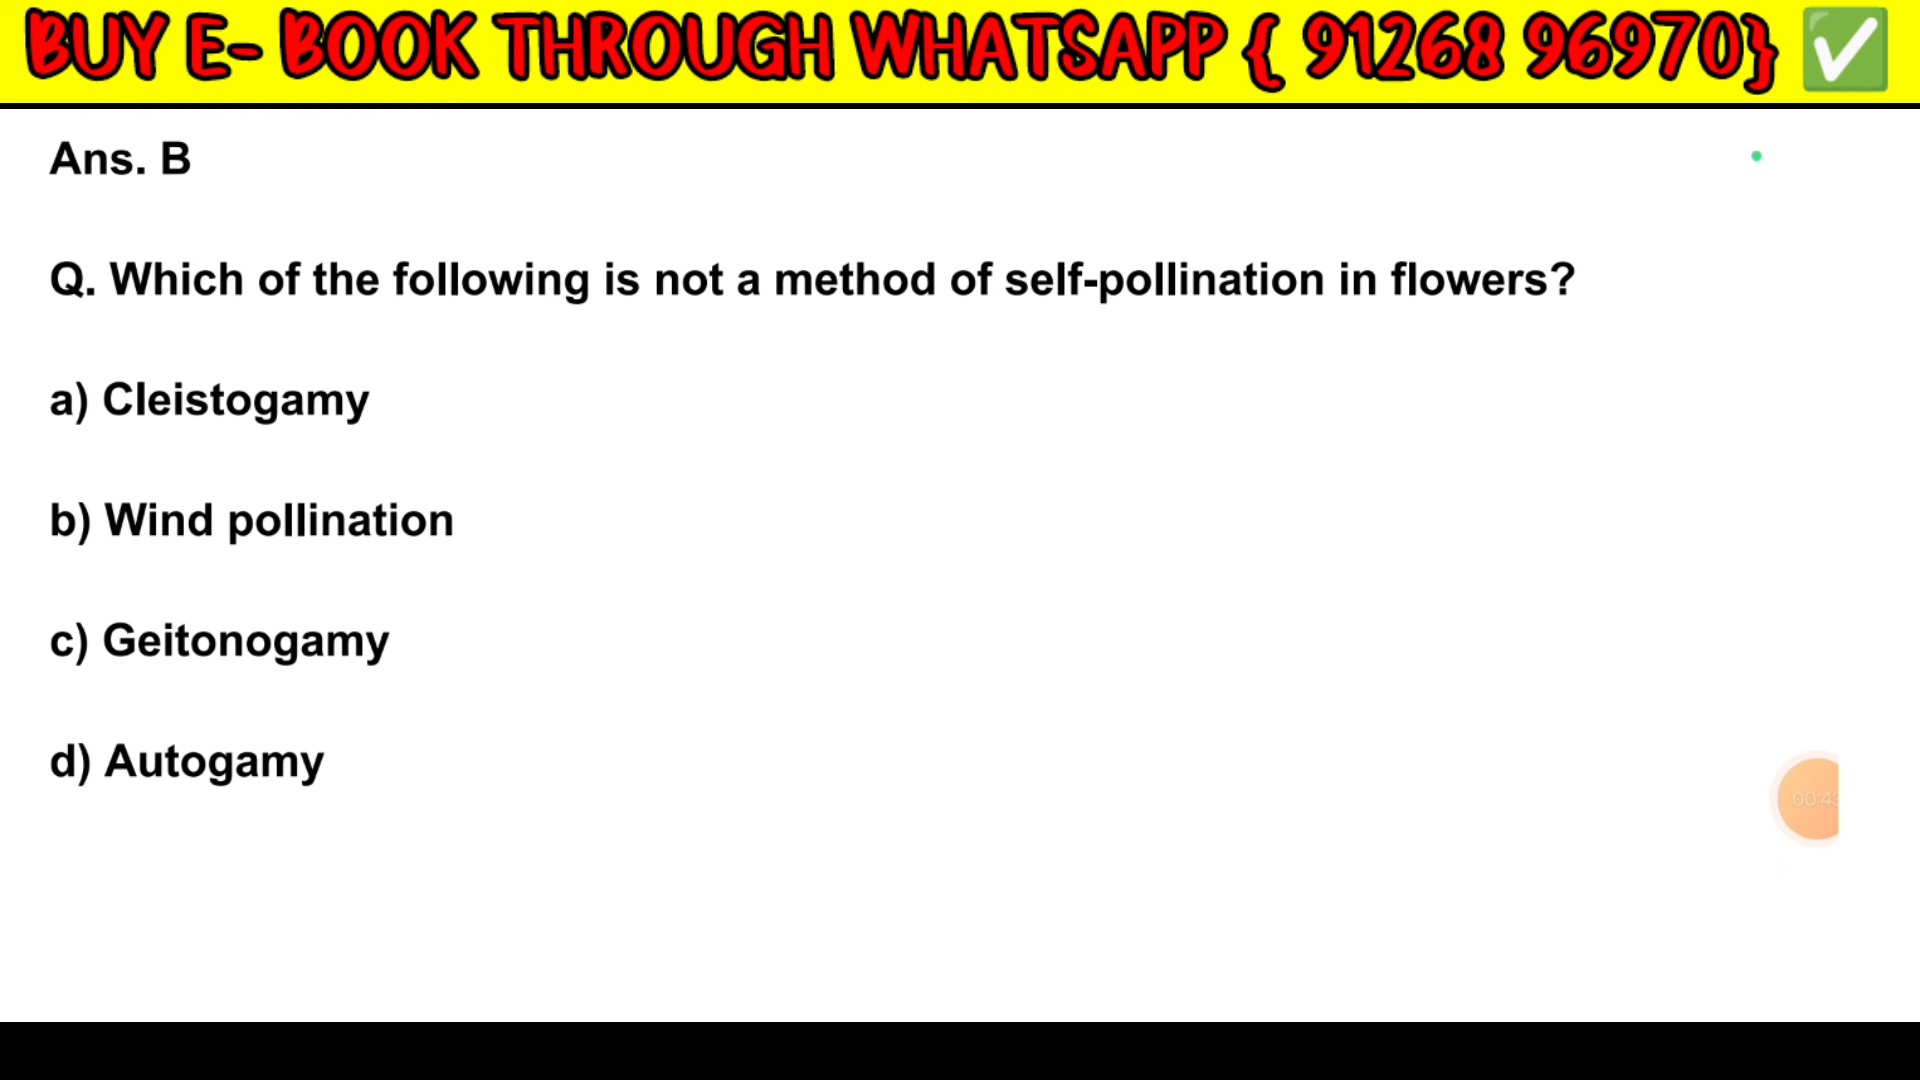 BUY E- BOOK THROUGH WHATSAPP { 91268 96970} ✅
Ans. B
Q. Which of the following is not a method of self-pollination in flowers?
a) Cleistogamy
b) Wind pollination
c) Geitonogamy
d) Autogamy